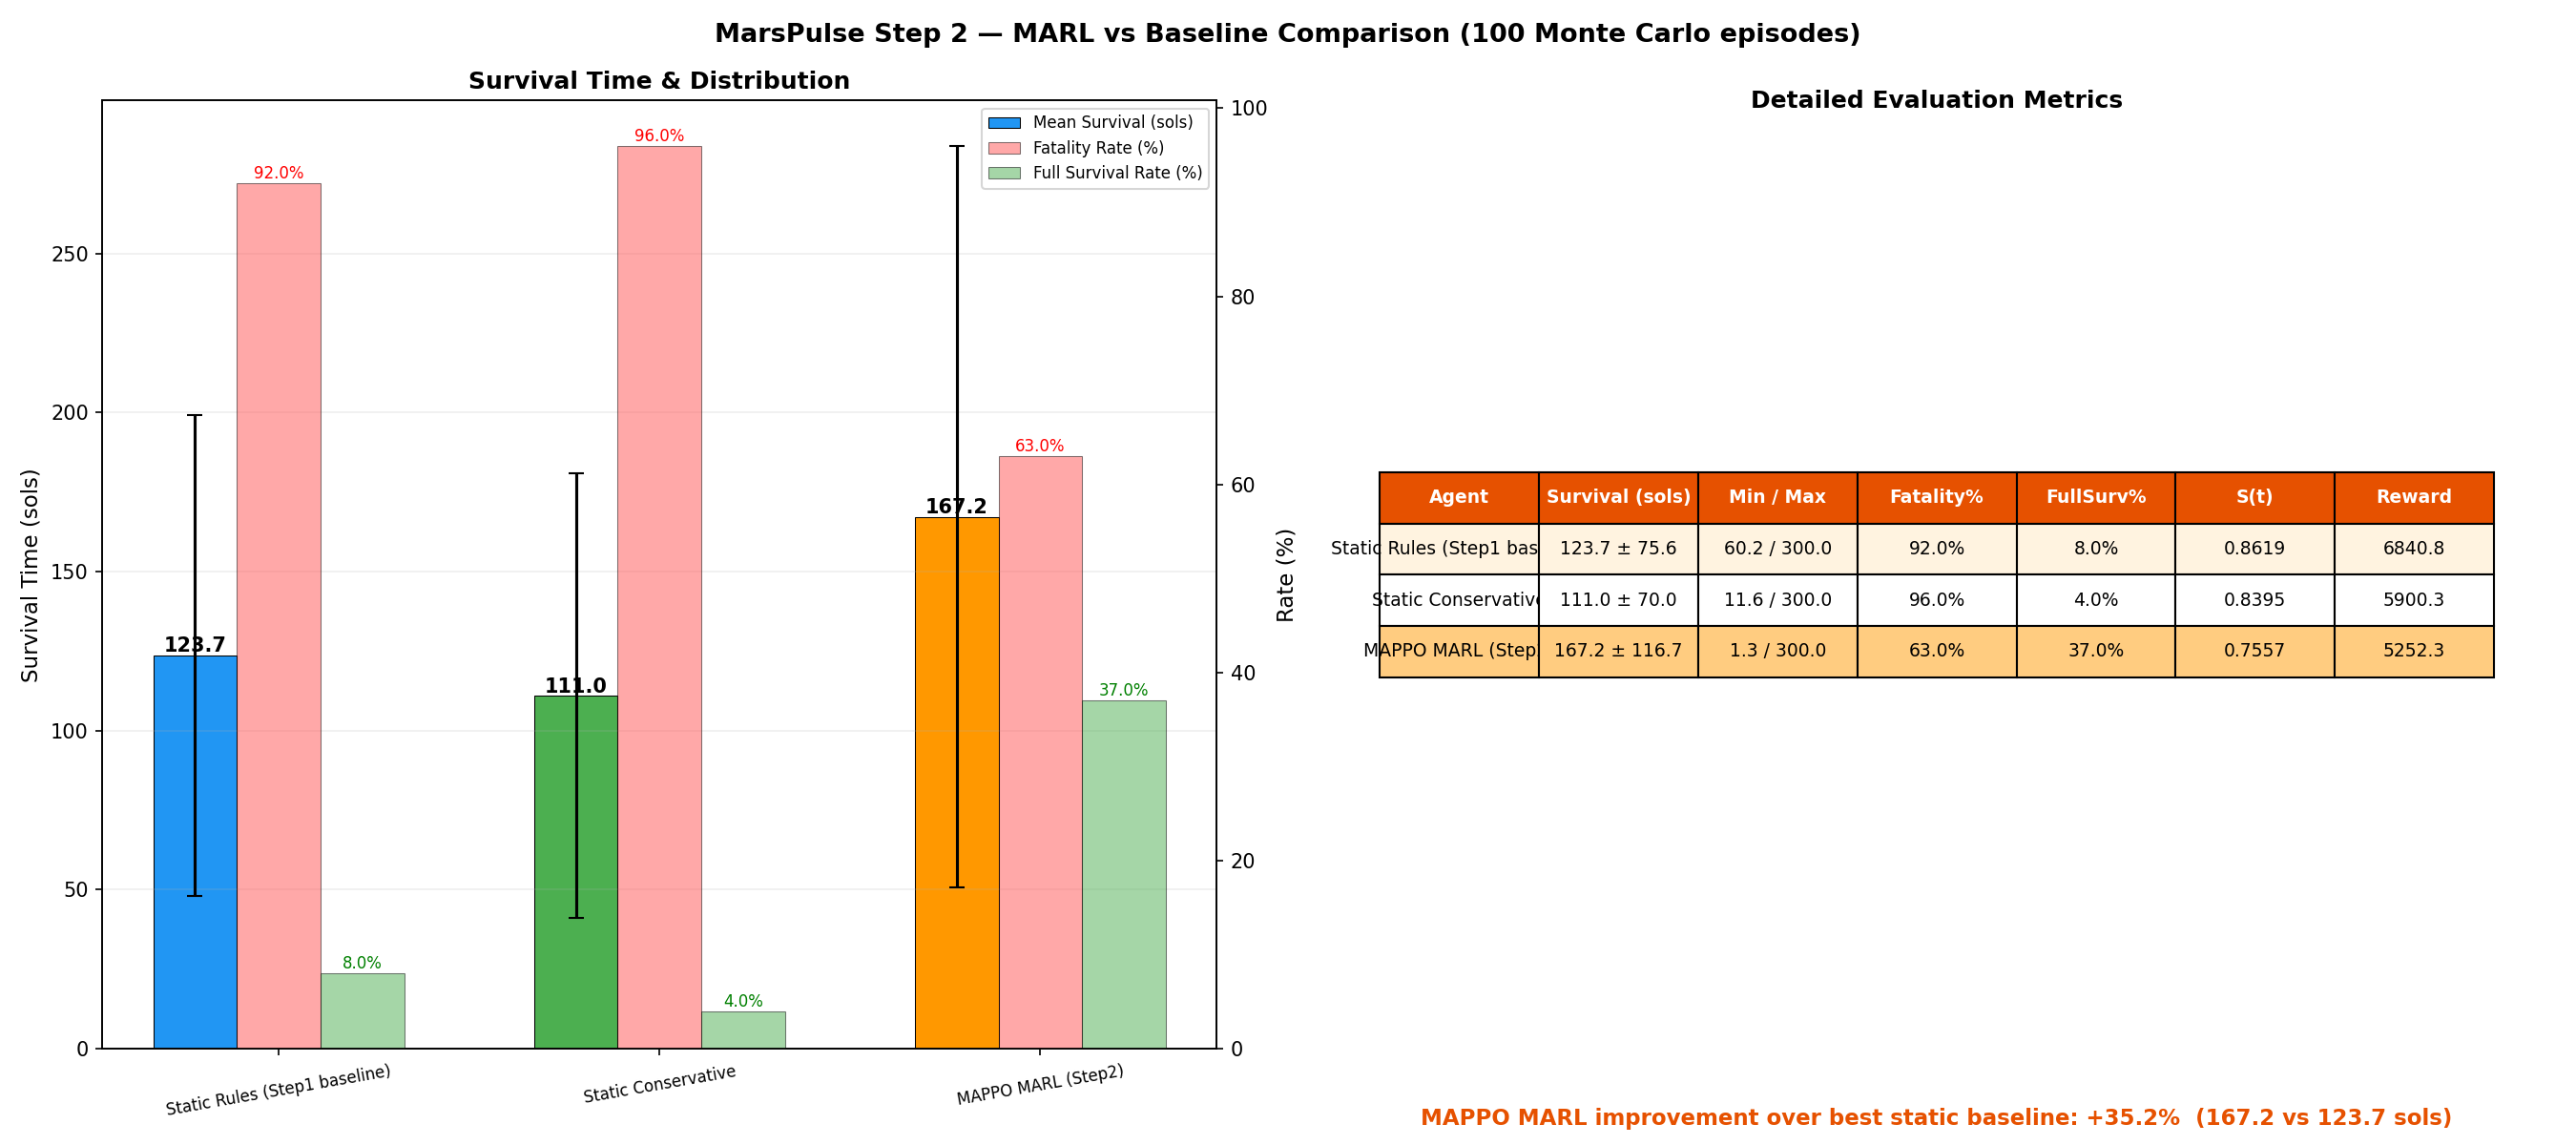 MarsPulse Step 2 — MARL vs Baseline Comparison (100 Monte Carlo episodes)
Survival Time & Distribution
Mean Survival (sols)
Fatality Rate (%)
Full Survival Rate (%)
Survival Time (sols)
250
200
150
100
50
0
Rate (%)
100
80
60
40
20
0
123.7
92.0%
8.0%
111.0
96.0%
4.0%
167.2
63.0%
37.0%
Static Rules (Step1 baseline)
Static Conservative
MAPPO MARL (Step2)
Detailed Evaluation Metrics
Agent Survival (sols) Min / Max Fatality% FullSurv% S(t) Reward
Static Rules (Step1 bas 123.7 ± 75.6 60.2 / 300.0 92.0% 8.0% 0.8619 6840.8
Static Conservative 111.0 ± 70.0 11.6 / 300.0 96.0% 4.0% 0.8395 5900.3
MAPPO MARL (Step 167.2 ± 116.7 1.3 / 300.0 63.0% 37.0% 0.7557 5252.3
MAPPO MARL improvement over best static baseline: +35.2% (167.2 vs 123.7 sols)